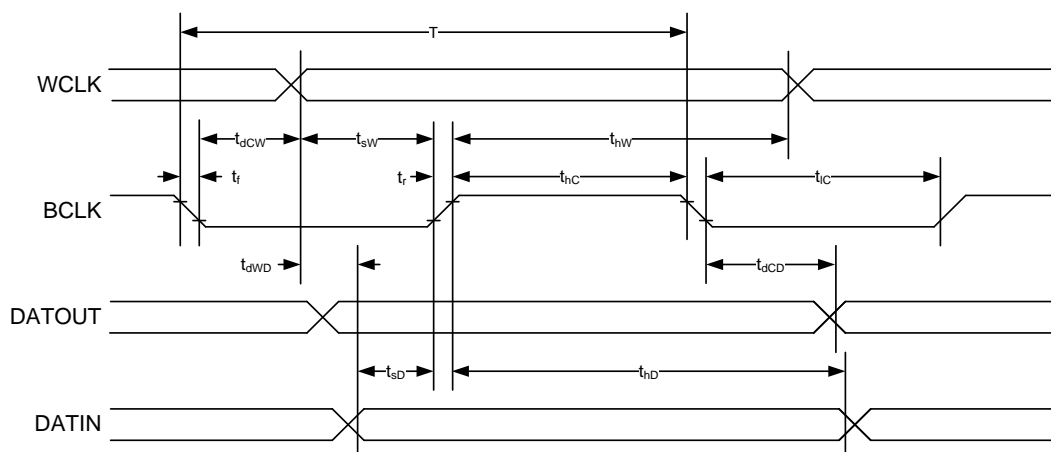 T
WCLK
tdCW
tsW
thW
tf
tr
thC
tlC
BCLK
tdWD
tdCD
DATOUT
tsD
thD
DATIN